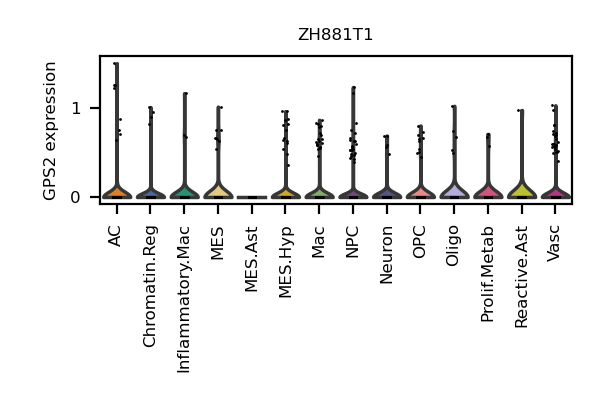 ZH881T1
GPS2 expression
1
0
AC
Chromatin.Reg
Inflammatory.Mac
MES
MES.Ast
MES.Hyp
Mac
NPC
Neuron
OPC
Oligo
Prolif.Metab
Reactive.Ast
Vasc